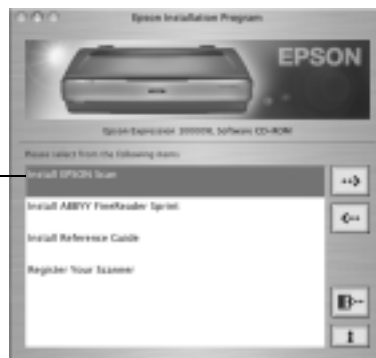 Epson Installation Program
EPSON
Epson Expression 10000XL Software CD-ROM
Please select from the following items
Install EPSON Scan
Install ABBYY FineReader Sprint
Install Reference Guide
Register Your Scanner